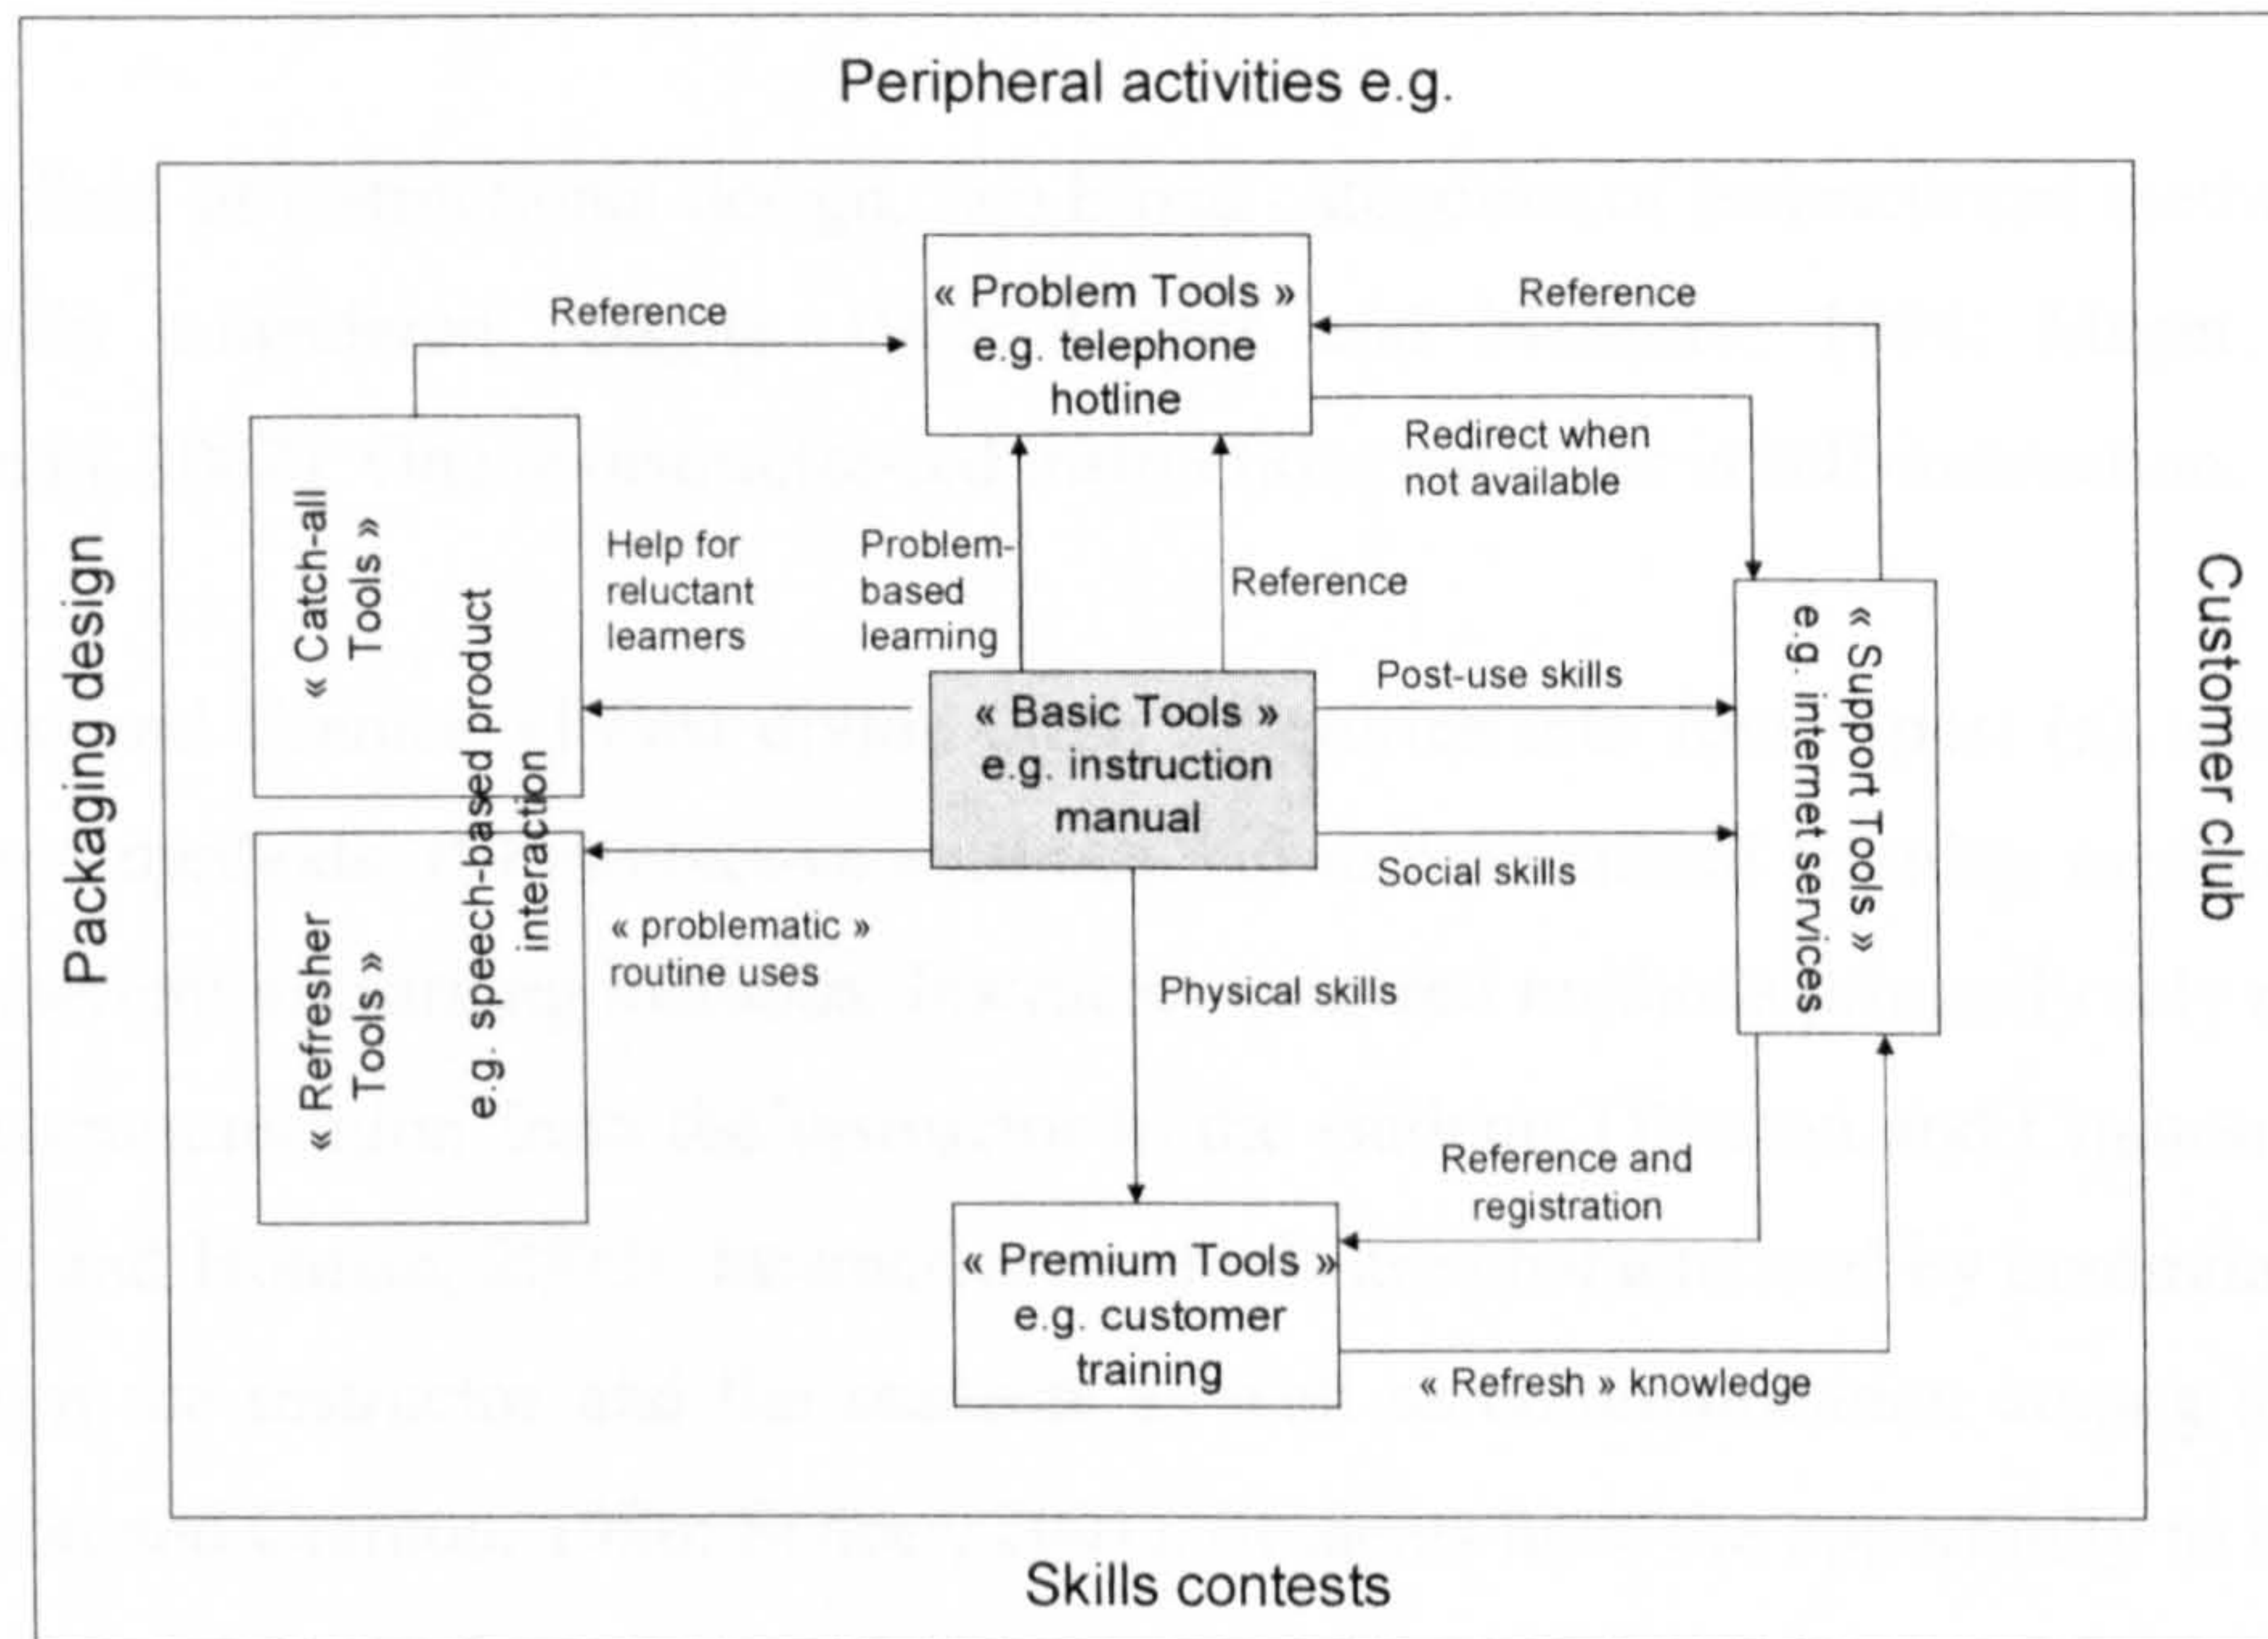 Peripheral activities e.g.
« Problem Tools »
e.g. telephone
hotline
Reference
Reference
Redirect when
not available
« Catch-all
Tools »
e.g. speech-based product
interaction
Help for
reluctant
learners
Problem-
based
learning
Reference
Packaging design
Customer club
« Basic Tools »
e.g. instruction
manual
Post-use skills
Social skills
« Support Tools »
e.g. internet services
« Refresher
Tools »
« problematic »
routine uses
Physical skills
Reference and
registration
« Premium Tools »
e.g. customer
training
« Refresh » knowledge
Skills contests